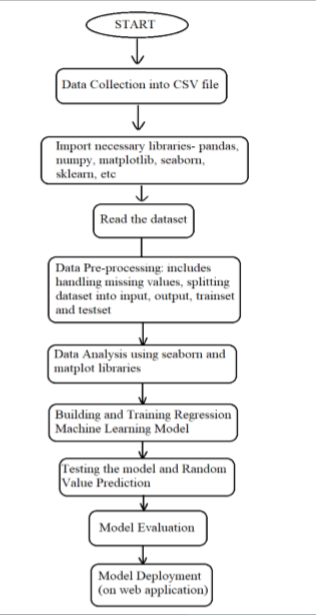 START
Data Collection into CSV file
Import necessary libraries- pandas,
numpy, matplotlib, seaborn,
sklearn, etc
Read the dataset
Data Pre-processing: includes
handling missing values, splitting
dataset into input, output, trainset
and testset
Data Analysis using seaborn and
matplot libraries
Building and Training Regression
Machine Learning Model
Testing the model and Random
Value Prediction
Model Evaluation
Model Deployment
(on web application)